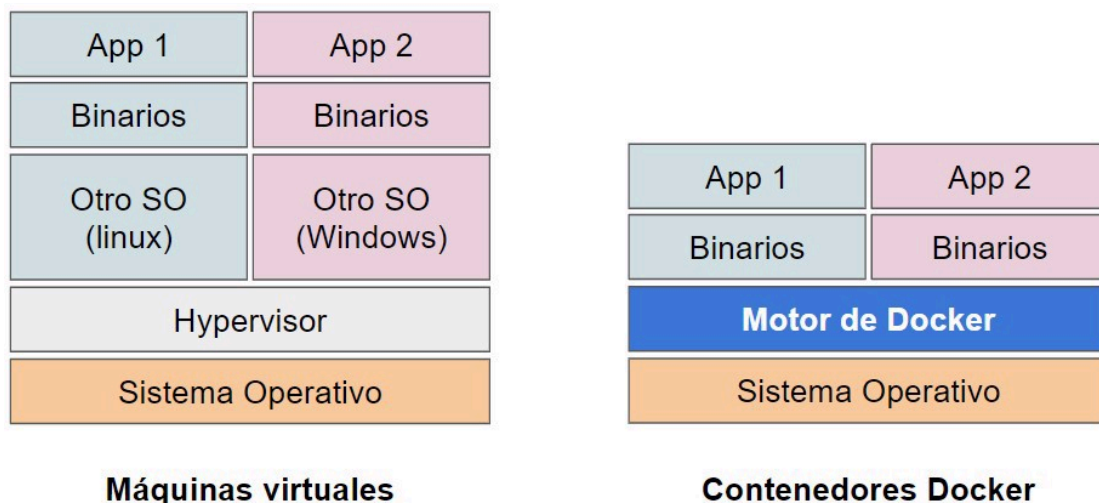 App 1
App 2
Binarios
Binarios
Otro SO
(linux)
Otro SO
(Windows)
Hypervisor
Sistema Operativo
Máquinas virtuales
App 1
App 2
Binarios
Binarios
Motor de Docker
Sistema Operativo
Contenedores Docker